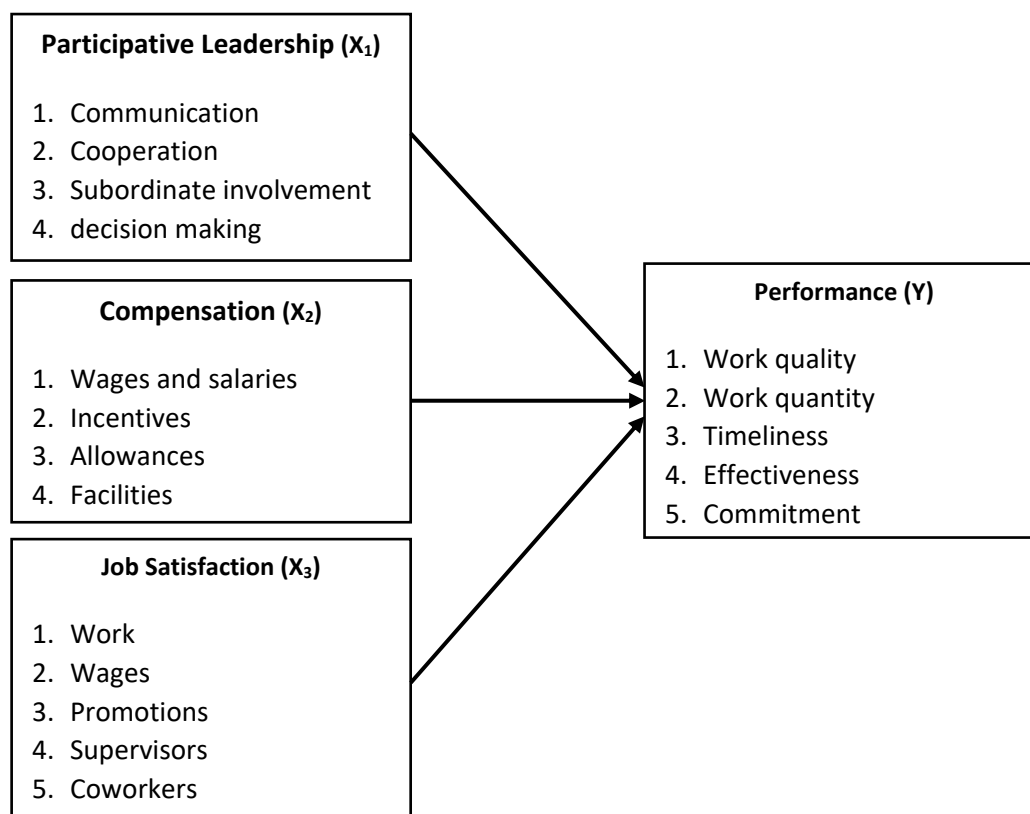 Participative Leadership (X₁)
1. Communication
2. Cooperation
3. Subordinate involvement
4. decision making
Compensation (X₂)
1. Wages and salaries
2. Incentives
3. Allowances
4. Facilities
Job Satisfaction (X₃)
1. Work
2. Wages
3. Promotions
4. Supervisors
5. Coworkers
Performance (Y)
1. Work quality
2. Work quantity
3. Timeliness
4. Effectiveness
5. Commitment